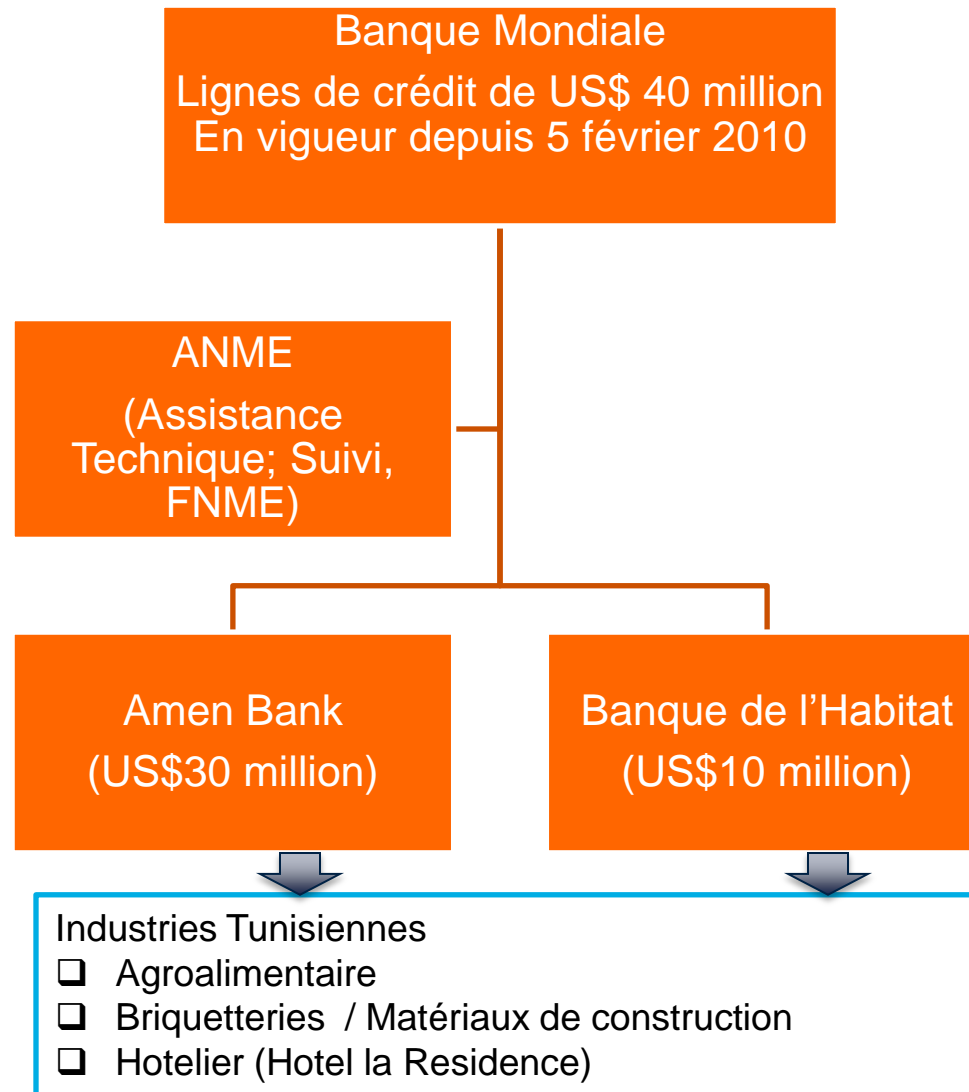 Banque Mondiale
Lignes de crédit de US$ 40 million
En vigueur depuis 5 février 2010
ANME
(Assistance
Technique; Suivi,
FNME)
Amen Bank
(US$30 million)
Banque de l’Habitat
(US$10 million)
Industries Tunisiennes
❑ Agroalimentaire
❑ Briquetteries / Matériaux de construction
❑ Hotelier (Hotel la Residence)